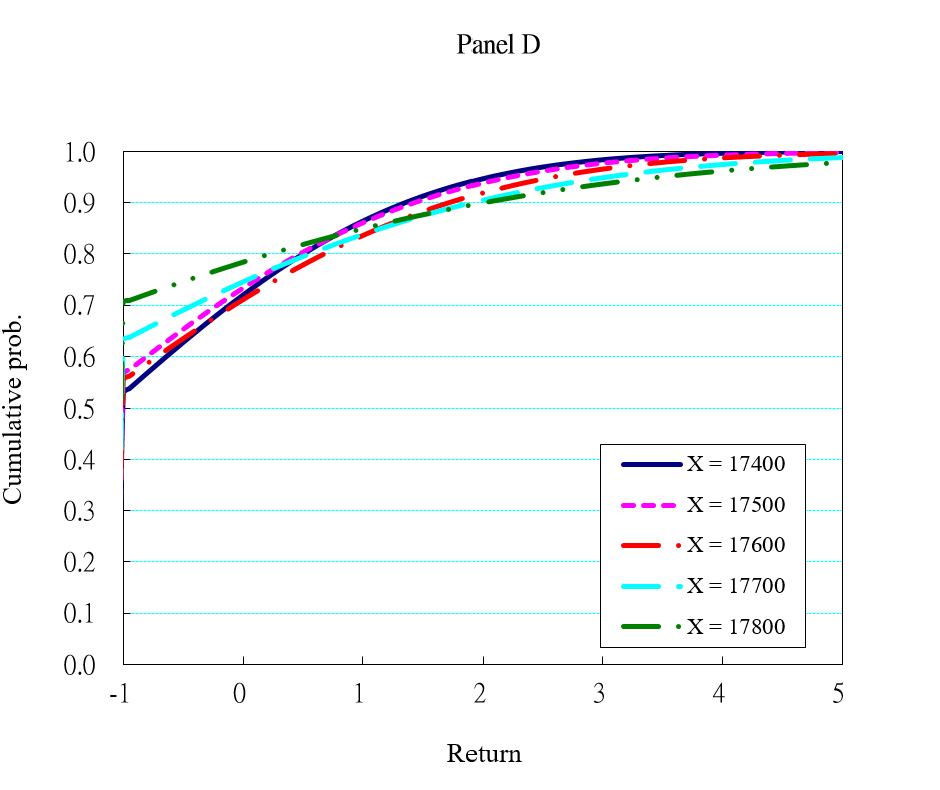 Panel D
1.0
0.9
0.8
0.7
0.6
0.5
0.4
0.3
0.2
0.1
0.0
Cumulative prob.
-1 0 1 2 3 4 5
Return
X = 17400
X = 17500
X = 17600
X = 17700
X = 17800